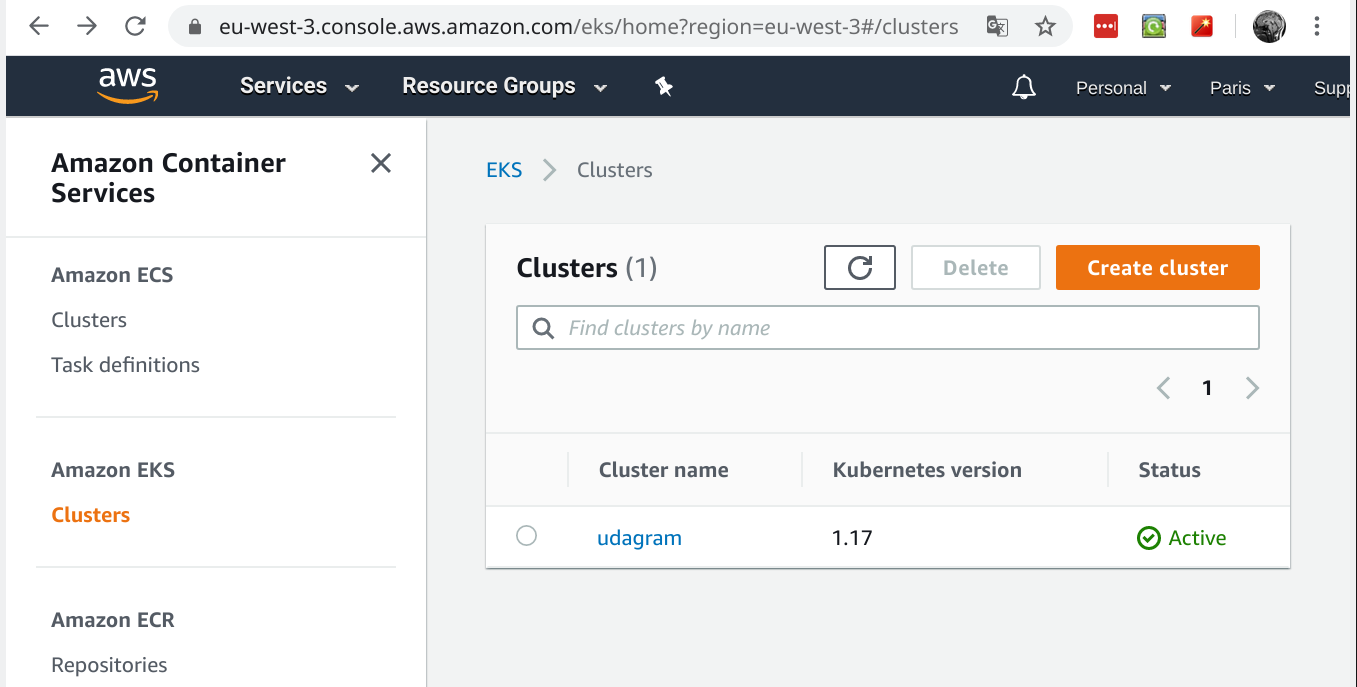 eu-west-3.console.aws.amazon.com/eks/home?region=eu-west-3#/clusters
aws Services Resource Groups Personal Paris Supp
Amazon Container
Services
EKS Clusters
Clusters (1) Delete Create cluster
Find clusters by name
1
Amazon ECS
Clusters
Task definitions
Amazon EKS
Clusters
Cluster name Kubernetes version Status
udagram 1.17 Active
Amazon ECR
Repositories